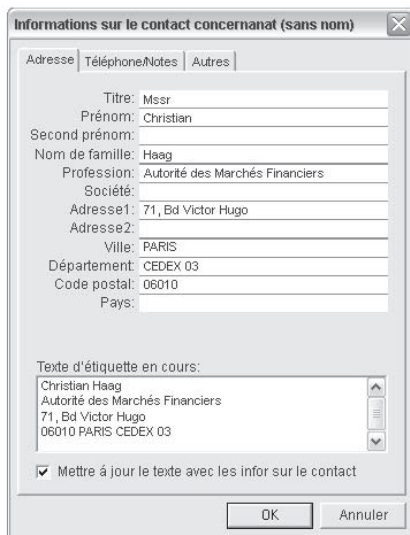 Informations sur le contact concernanat (sans nom)
Adresse Téléphone/Notes Autres
Titre: Mssr
Prénom: Christian
Second prénom:
Nom de famille: Haag
Profession: Autorité des Marchés Financiers
Société:
Adresse1: 71, Bd Victor Hugo
Adresse2:
Ville: PARIS
Département: CEDEX 03
Code postal: 06010
Pays:
Texte d'étiquette en cours:
Christian Haag
Autorité des Marchés Financiers
71, Bd Victor Hugo
06010 PARIS CEDEX 03
Mettre á jour le texte avec les infor sur le contact
OK Annuler